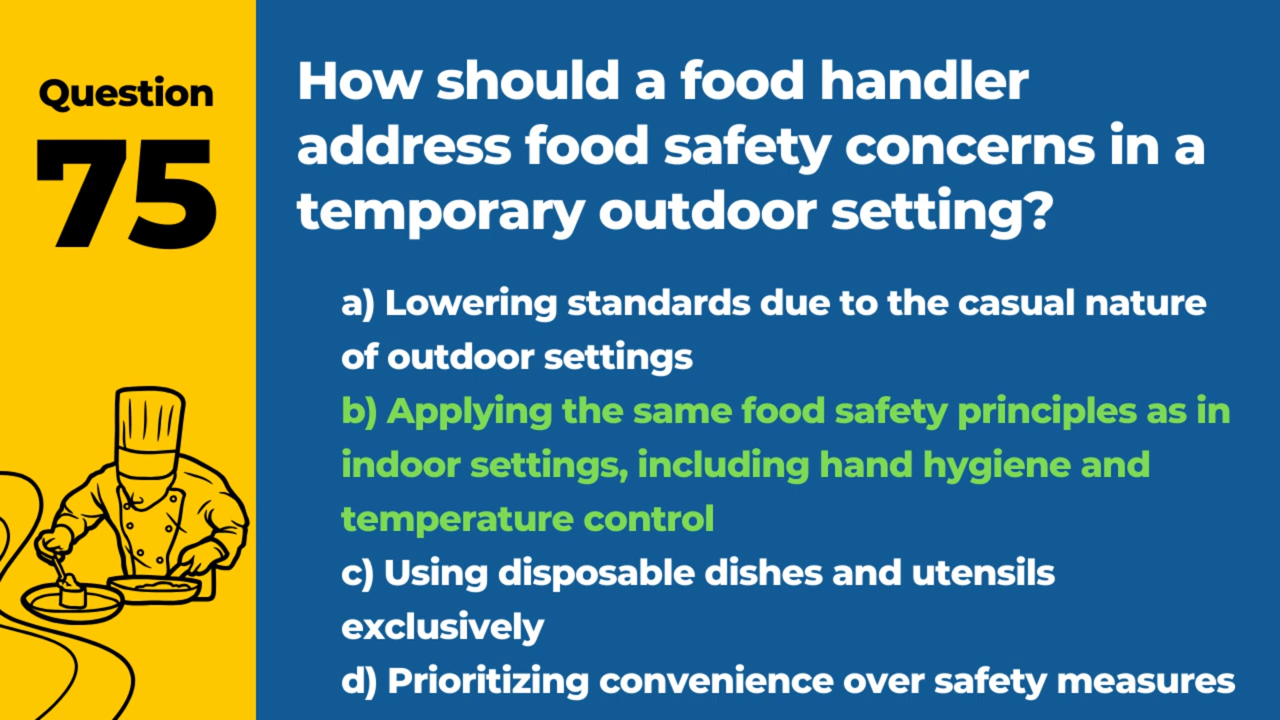 Question
75
How should a food handler
address food safety concerns in a
temporary outdoor setting?
a) Lowering standards due to the casual nature
of outdoor settings
b) Applying the same food safety principles as in
indoor settings, including hand hygiene and
temperature control
c) Using disposable dishes and utensils
exclusively
d) Prioritizing convenience over safety measures